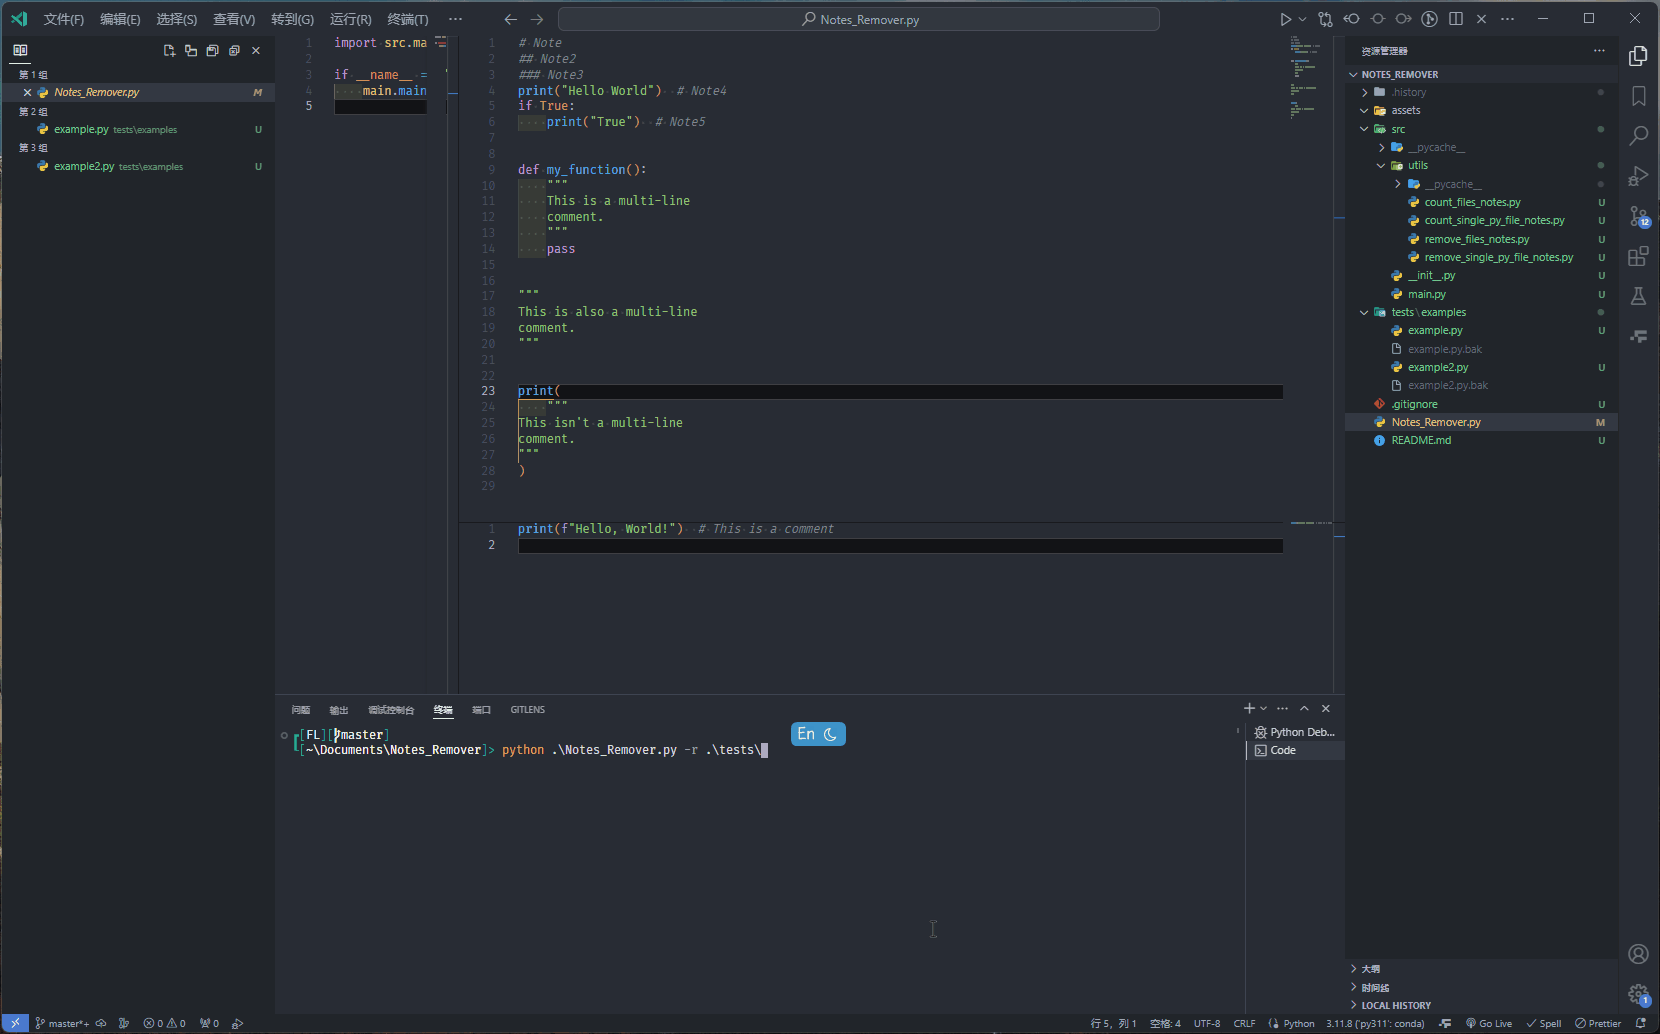 文件(F) 编辑(E) 选择(S) 查看(V) 转到(G) 运行(R) 终端(T) ··· Notes_Remover.py
第 1 组
Notes_Remover.py M
第 2 组
example.py tests\examples U
第 3 组
example2.py tests\examples U
1 import src.ma
2
3 if __name__ =
4 main.main
5
1 # Note
2 ## Note2
3 ### Note3
4 print("Hello World") # Note4
5 if True:
6 print("True") # Note5
7
8
9 def my_function():
10 """
11 This is a multi-line
12 comment.
13 """
14 pass
15
16
17 """
18 This is also a multi-line
19 comment.
20 """
21
22
23 print(
24 """
25 This isn't a multi-line
26 comment.
27 """
28 )
29
1 print(f"Hello, World!") # This is a comment
2
问题 输出 调试控制台 终端 端口 GITLENS
[FL][master]
[~\Documents\Notes_Remover]> python .\Notes_Remover.py -r .\tests\
En
Python Deb...
Code
资源管理器
NOTES_REMOVER
.history
assets
src
__pycache__
utils
__pycache__
count_files_notes.py U
count_single_py_file_notes.py U
remove_files_notes.py U
remove_single_py_file_notes.py U
__init__.py U
main.py U
tests\examples
example.py U
example.py.bak
example2.py U
example2.py.bak
.gitignore U
Notes_Remover.py M
README.md U
大纲
时间线
LOCAL HISTORY
12
1
master*+ 0 0 0 行 5，列 1 空格: 4 UTF-8 CRLF Python 3.11.8 ('py311': conda) Go Live Spell Prettier